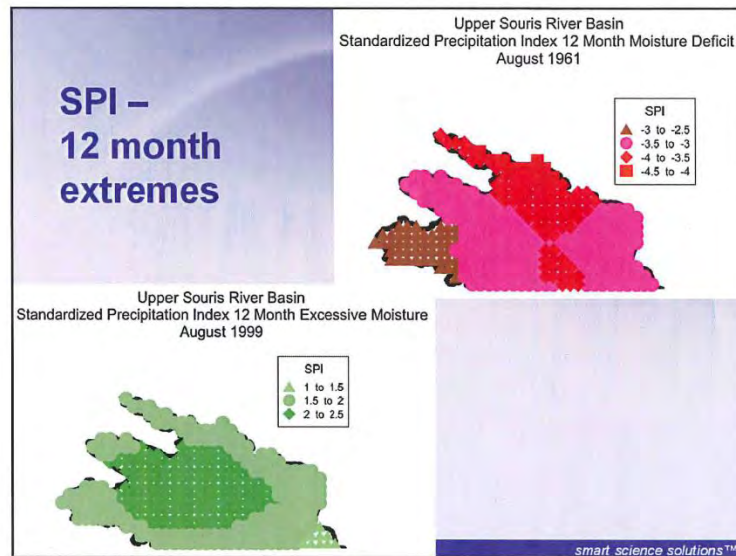 SPI –
12 month
extremes
Upper Souris River Basin
Standardized Precipitation Index 12 Month Moisture Deficit
August 1961
SPI
-3 to -2.5
-3.5 to -3
-4 to -3.5
-4.5 to -4
Upper Souris River Basin
Standardized Precipitation Index 12 Month Excessive Moisture
August 1999
SPI
1 to 1.5
1.5 to 2
2 to 2.5
smart science solutions™